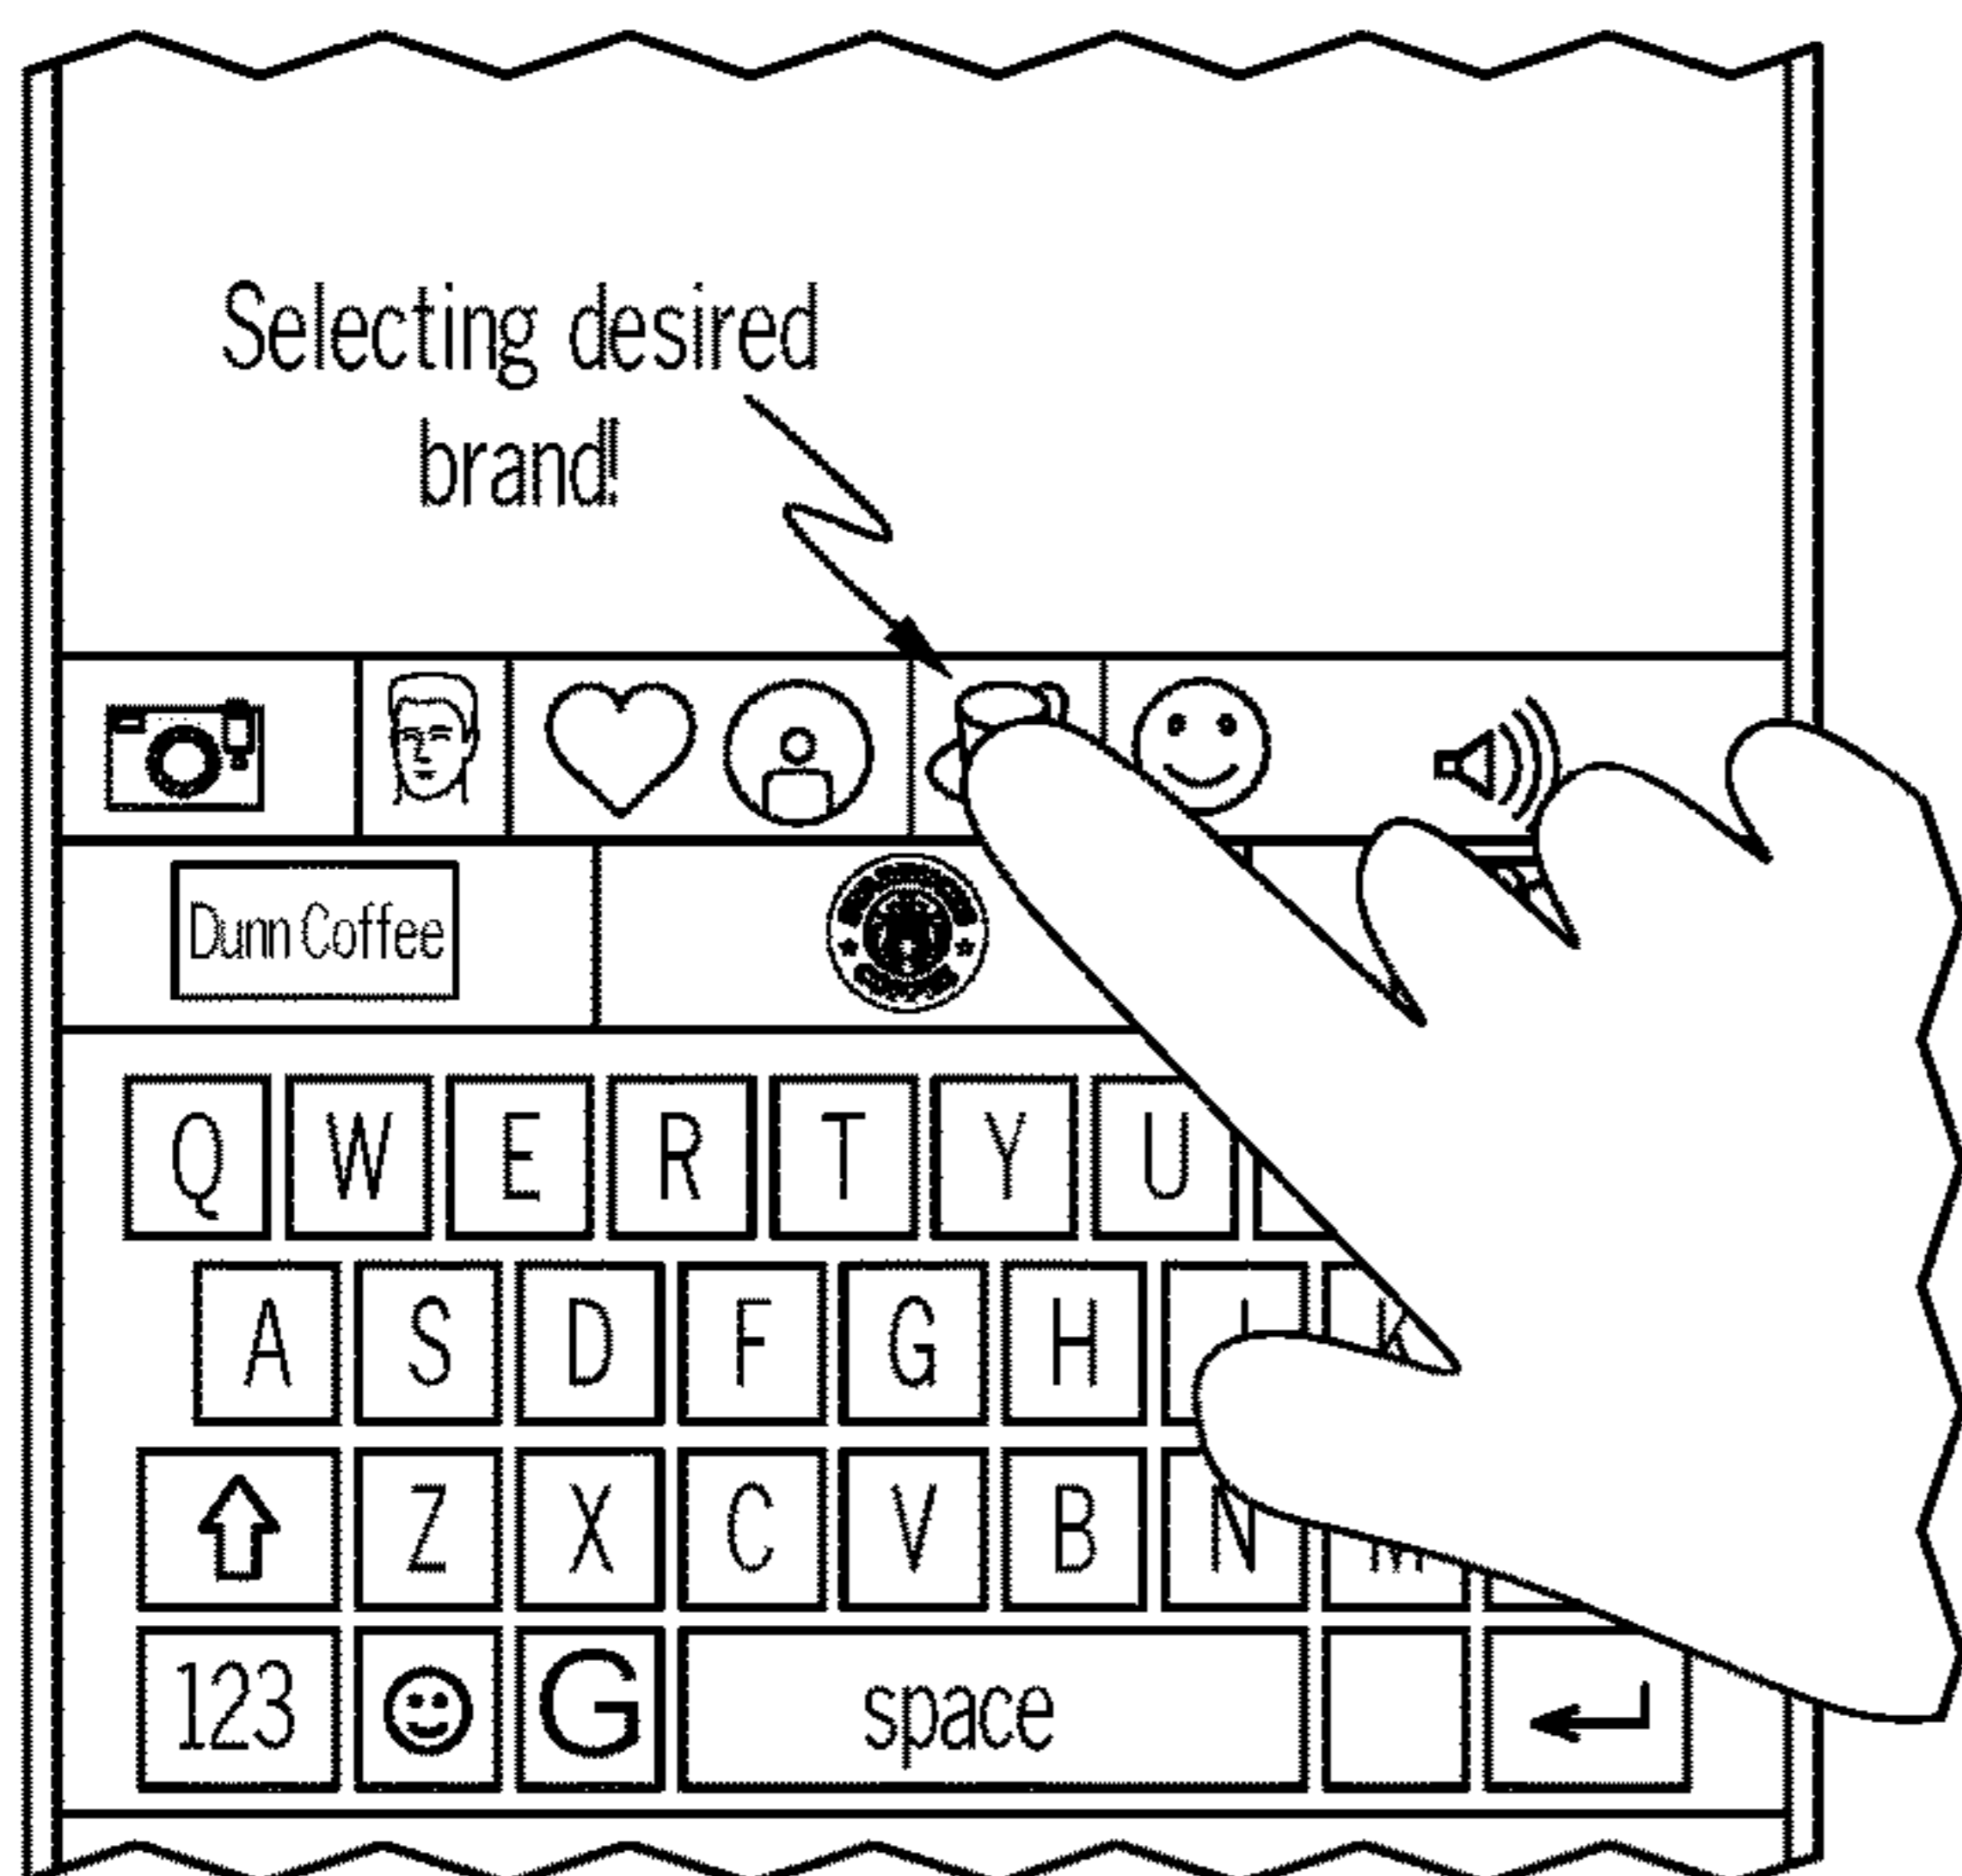 Selecting desired
brand!
Dunn Coffee
Q W E R T Y U
A S D F G H K
Z X C V B N M
123 G space